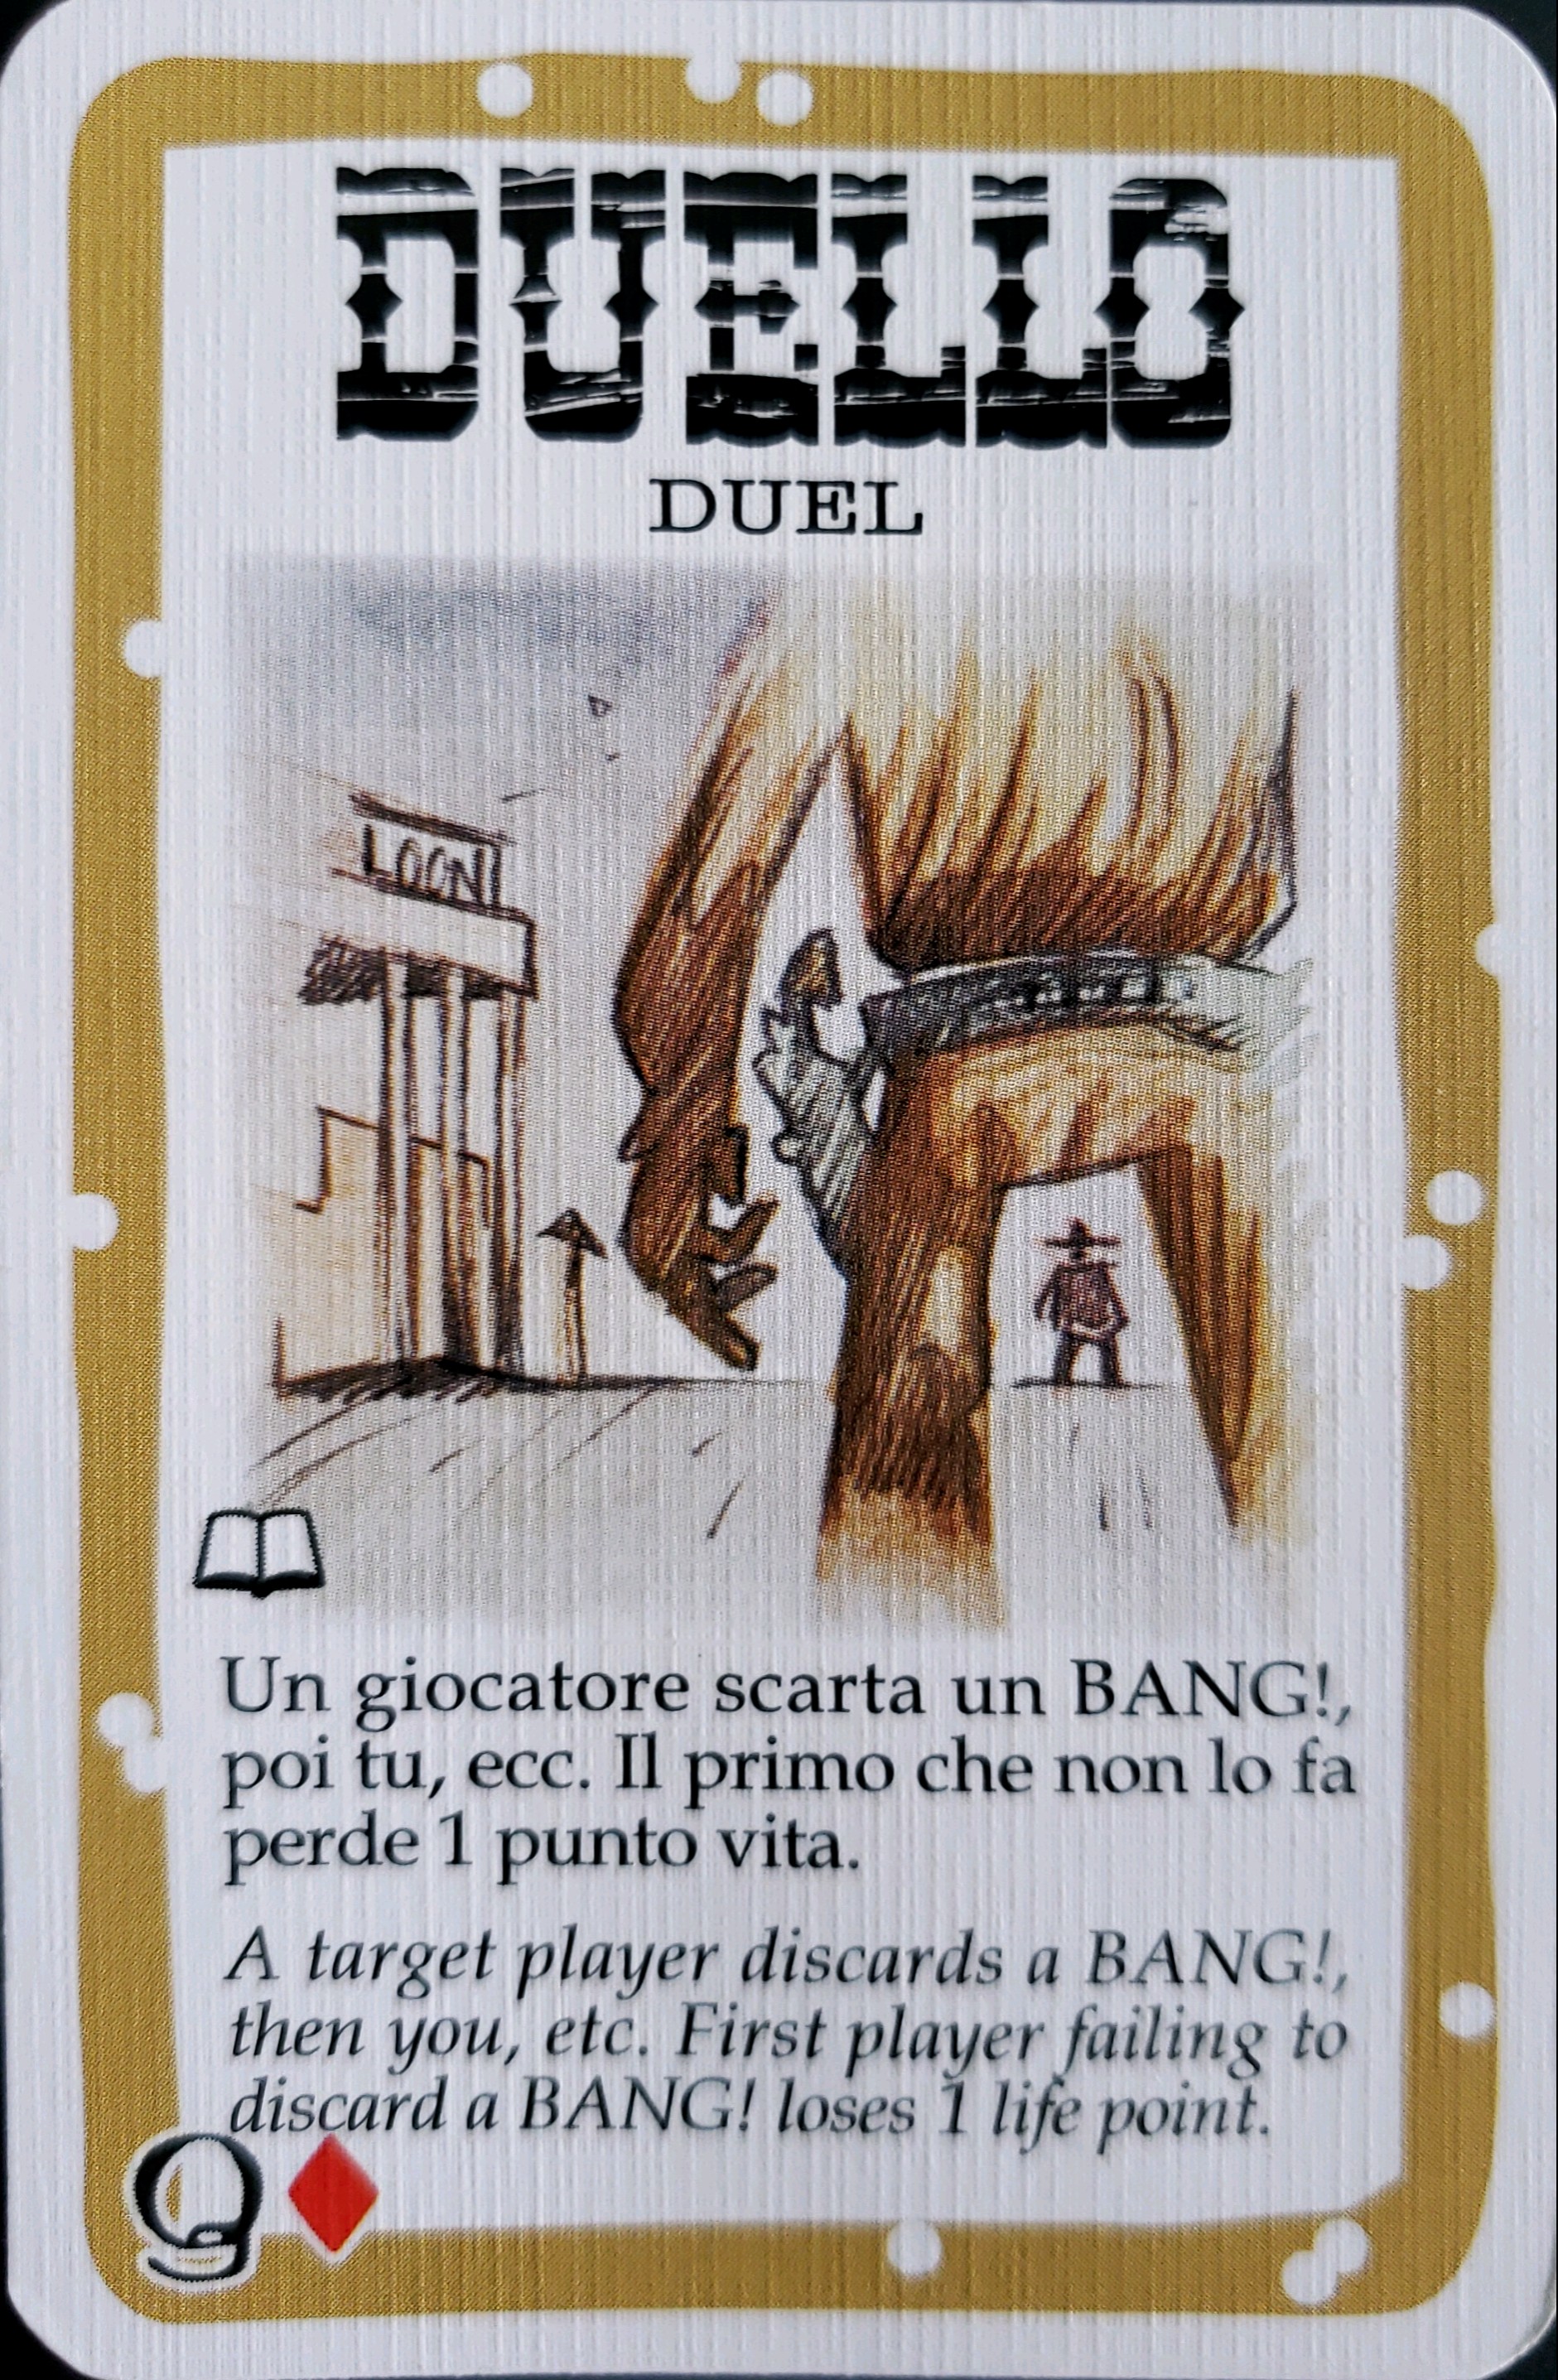 DUELLO
DUEL
LOON
Un giocatore scarta un BANG!,
poi tu, ecc. Il primo che non lo fa
perde 1 punto vita.
A target player discards a BANG!,
then you, etc. First player failing to
discard a BANG! loses 1 life point.
Q♦